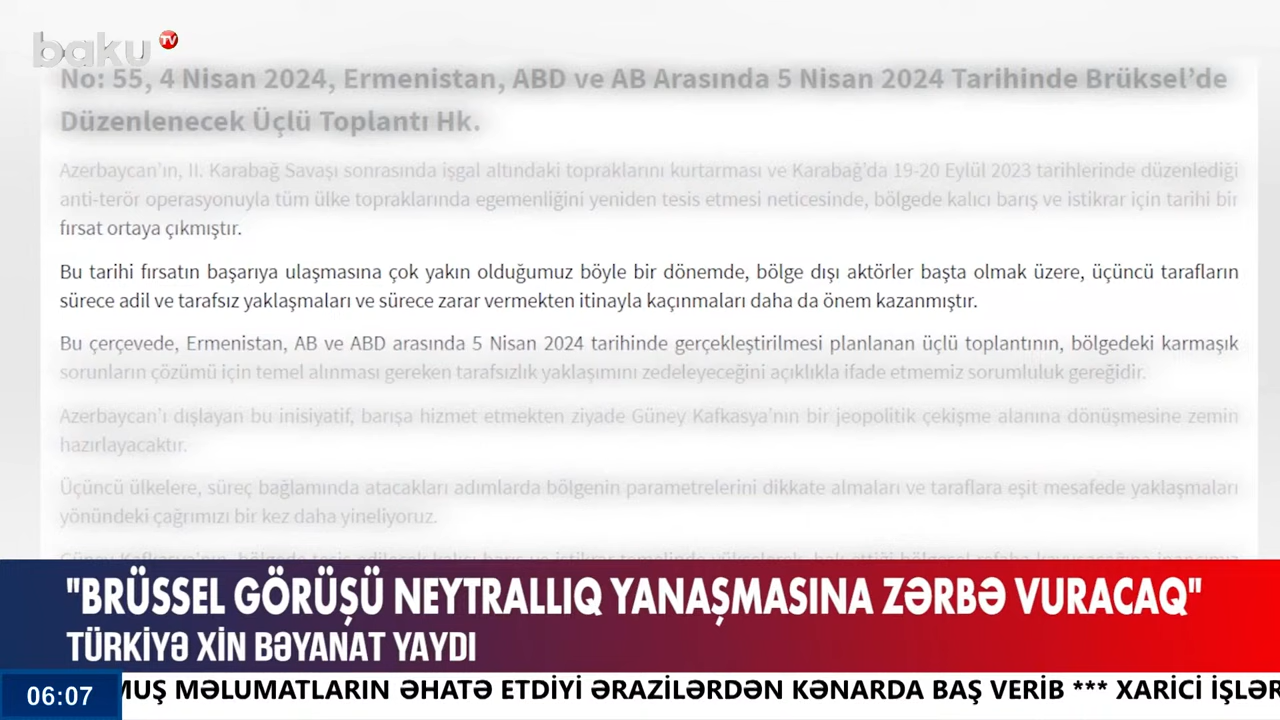 baku TV
No: 55, 4 Nisan 2024, Ermenistan, ABD ve AB Arasında 5 Nisan 2024 Tarihinde Brüksel’de
Düzenlenecek Üçlü Toplantı Hk.
Azerbaycan’ın, II. Karabağ Savaşı sonrasında işgal altındaki topraklarını kurtarması ve Karabağ’da 19-20 Eylül 2023 tarihlerinde düzenlediği
anti-terör operasyonuyla tüm ülke topraklarında egemenliğini yeniden tesis etmesi neticesinde, bölgede kalıcı barış ve istikrar için tarihi bir
fırsat ortaya çıkmıştır.
Bu tarihi fırsatın başarıya ulaşmasına çok yakın olduğumuz böyle bir dönemde, bölge dışı aktörler başta olmak üzere, üçüncü tarafların
sürece adil ve tarafsız yaklaşmaları ve sürece zarar vermekten itinayla kaçınmaları daha da önem kazanmıştır.
Bu çerçevede, Ermenistan, AB ve ABD arasında 5 Nisan 2024 tarihinde gerçekleştirilmesi planlanan üçlü toplantının, bölgedeki karmaşık
sorunların çözümü için temel alınması gereken tarafsızlık yaklaşımını zedeleyeceğini açıklıkla ifade etmemiz sorumluluk gereğidir.
Azerbaycan’ı dışlayan bu inisiyatif, barışa hizmet etmekten ziyade Güney Kafkasya’nın bir jeopolitik çekişme alanına dönüşmesine zemin
hazırlayacaktır.
Üçüncü ülkelere, süreç bağlamında atacakları adımlarda bölgenin parametrelerini dikkate almaları ve taraflara eşit mesafede yaklaşmaları
yönündeki çağrımızı bir kez daha yineliyoruz.
"BRÜSSEL GÖRÜŞÜ NEYTRALLIQ YANAŞMASINA ZƏRBƏ VURACAQ"
TÜRKİYƏ XİN BƏYANAT YAYDI
06:07 MUŞ MƏLUMATLARIN ƏHATƏ ETDİYİ ƏRAZİLƏRDƏN KƏNARDA BAŞ VERİB *** XARİCİ İŞLƏR